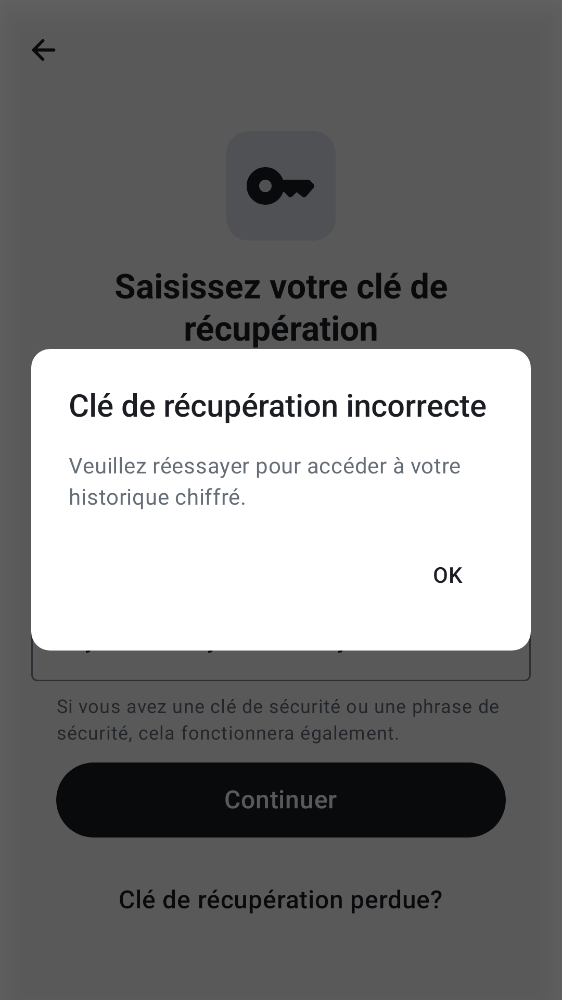 Saisissez votre clé de
récupération
Clé de récupération incorrecte
Veuillez réessayer pour accéder à votre
historique chiffré.
OK
Si vous avez une clé de sécurité ou une phrase de
sécurité, cela fonctionnera également.
Continuer
Clé de récupération perdue?